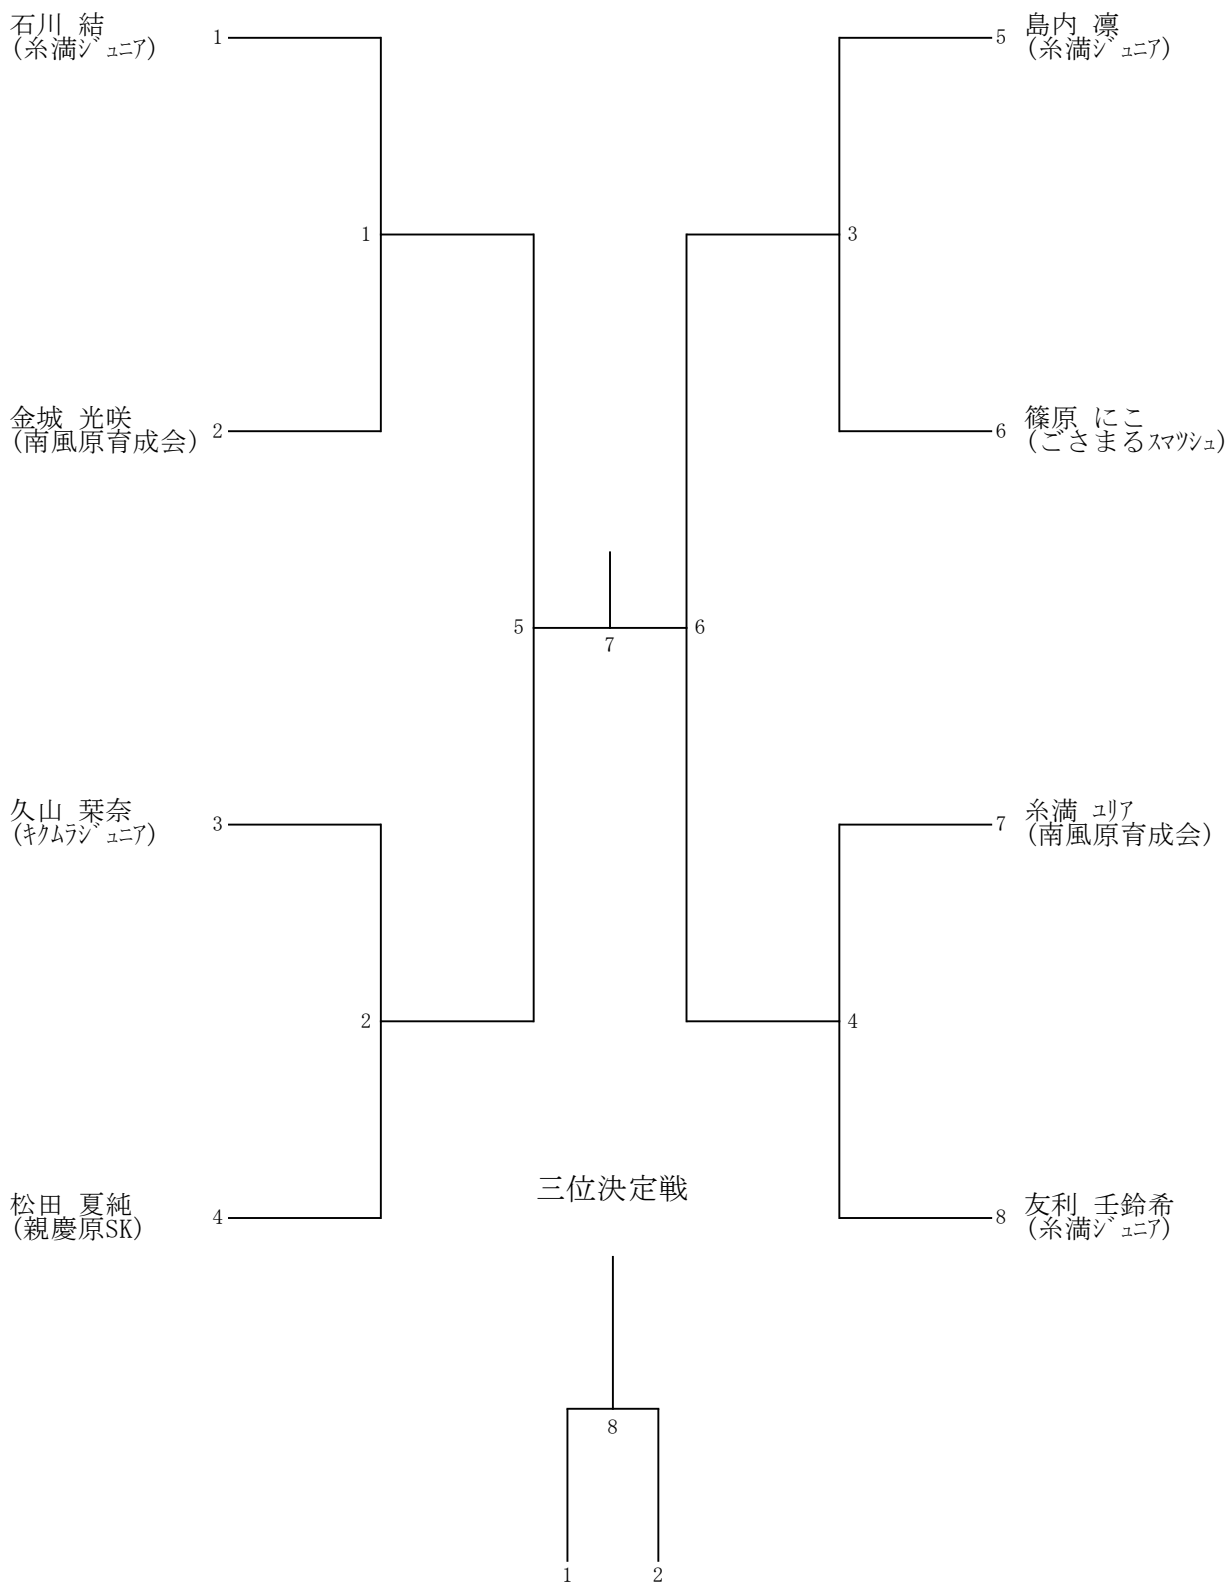 石川 結
(糸満ｼﾞｭﾆｱ)
1
金城 光咲
(南風原育成会)
2
久山 栞奈
(ｷｸﾑﾗｼﾞｭﾆｱ)
3
松田 夏純
(親慶原SK)
4
1
2
5
7
6
3
4
5
島内 凛
(糸満ｼﾞｭﾆｱ)
6
篠原 にこ
(ごさまるｽﾏｯｼｭ)
7
糸満 ﾕﾘｱ
(南風原育成会)
8
友利 壬鈴希
(糸満ｼﾞｭﾆｱ)
三位決定戦
8
1
2